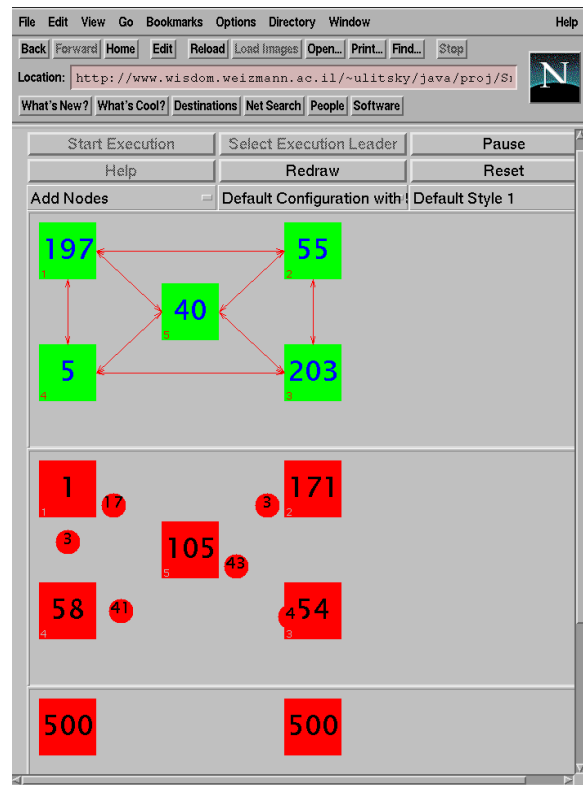 File Edit View Go Bookmarks Options Directory Window Help
Back Forward Home Edit Reload Load Images Open... Print... Find... Stop
Location: http://www.wisdom.weizmann.ac.il/~ulitsky/java/proj/S
N
What's New? What's Cool? Destinations Net Search People Software
Start Execution Select Execution Leader Pause
Help Redraw Reset
Add Nodes Default Configuration with Default Style 1
197 55
1 2
40
5
5 203
4 3
1 171
17 3
1 2
3
105
43
5
58 41 4 54
4 3
500 500